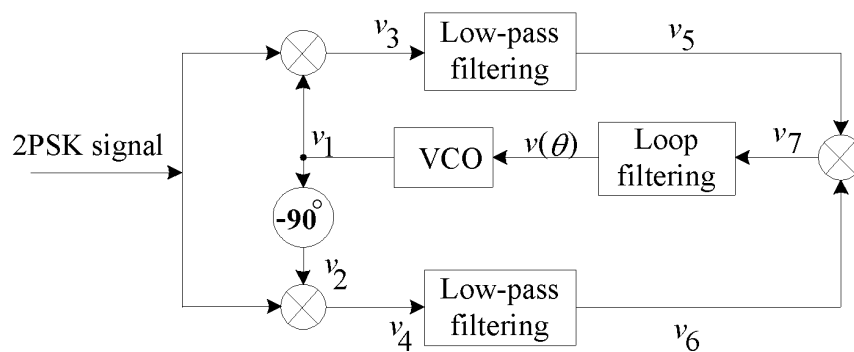 v3
Low-pass
filtering
v5
2PSK signal
v1
VCO
v(θ)
Loop
filtering
v7
-90°
v2
v4
Low-pass
filtering
v6